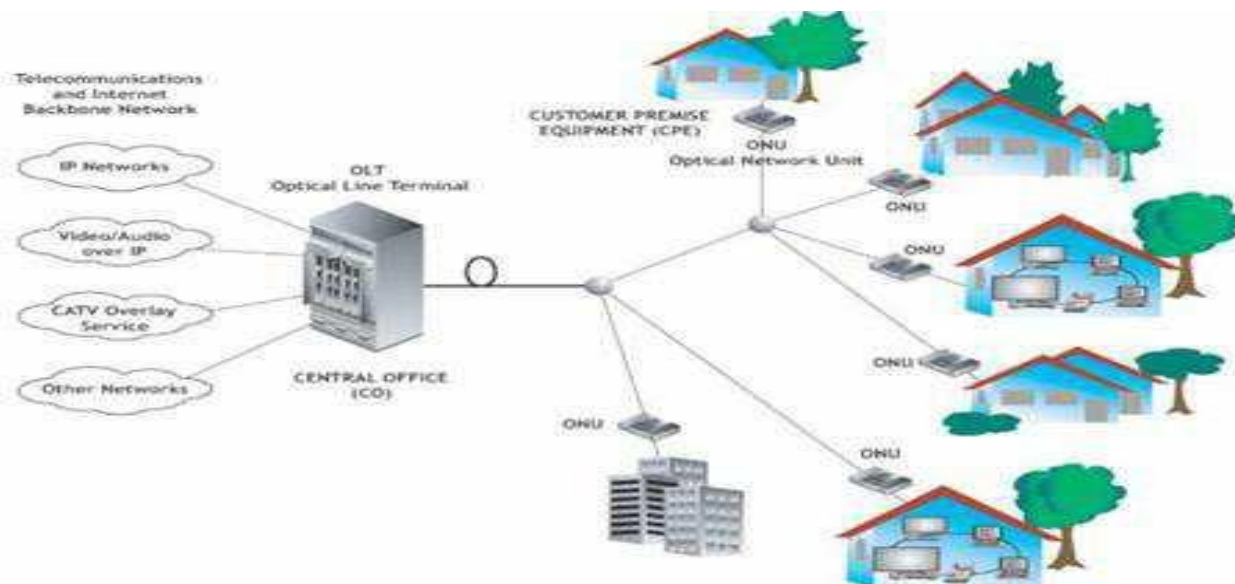 Telecommunications
and Internet
Backbone Network
IP Networks
Video/Audio
over IP
CATV Overlay
Service
Other Networks
OLT
Optical Line Terminal
CENTRAL OFFICE
(CO)
CUSTOMER PREMISE
EQUIPMENT (CPE)
ONU
Optical Network Unit
ONU
ONU
ONU
ONU
ONU